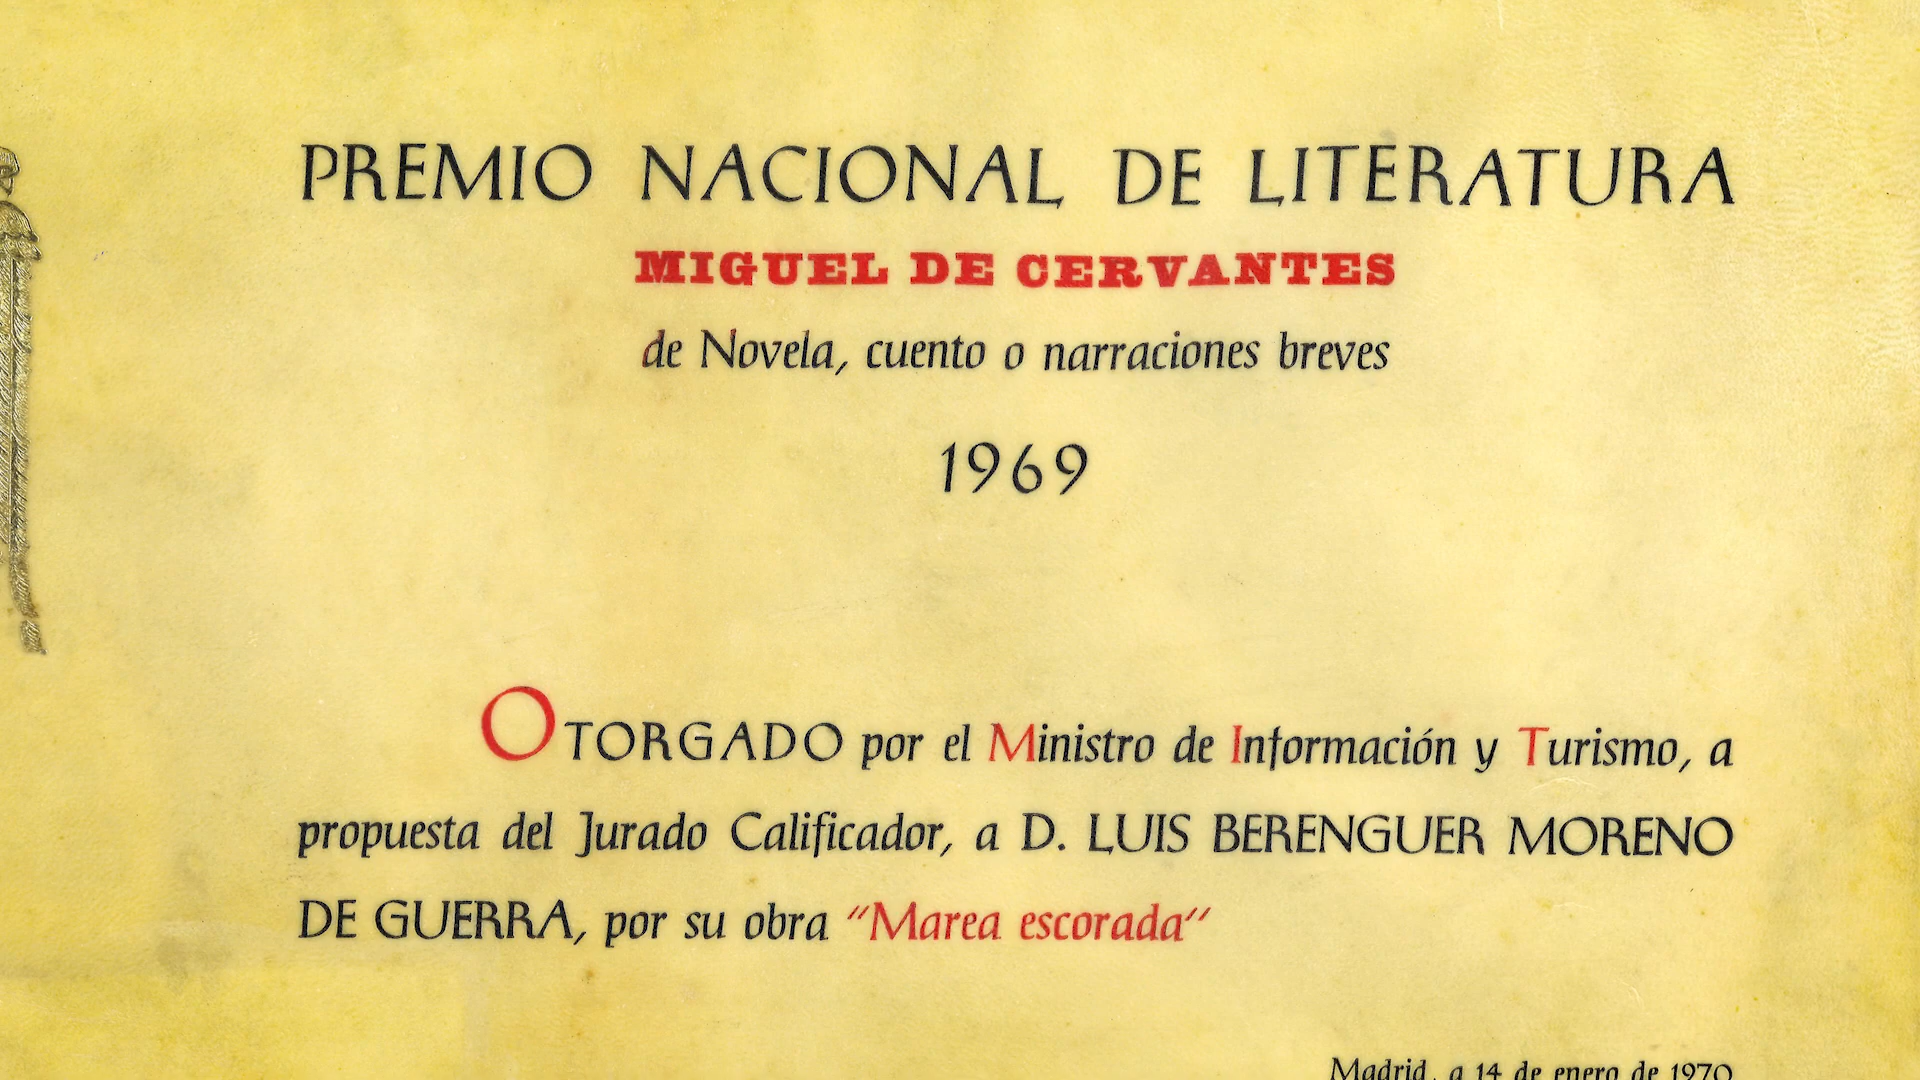 PREMIO NACIONAL DE LITERATURA
MIGUEL DE CERVANTES
de Novela, cuento o narraciones breves
1969
OTORGADO por el Ministro de Información y Turismo, a
propuesta del Jurado Calificador, a D. LUIS BERENGUER MORENO
DE GUERRA, por su obra "Marea escorada"
Madrid, a 14 de enero de 1970